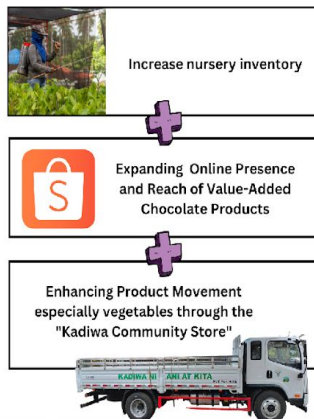 Increase nursery inventory
S
Expanding Online Presence
and Reach of Value-Added
Chocolate Products
Enhancing Product Movement
especially vegetables through the
"Kadiwa Community Store"
KADIWA NI ANI AT KITA